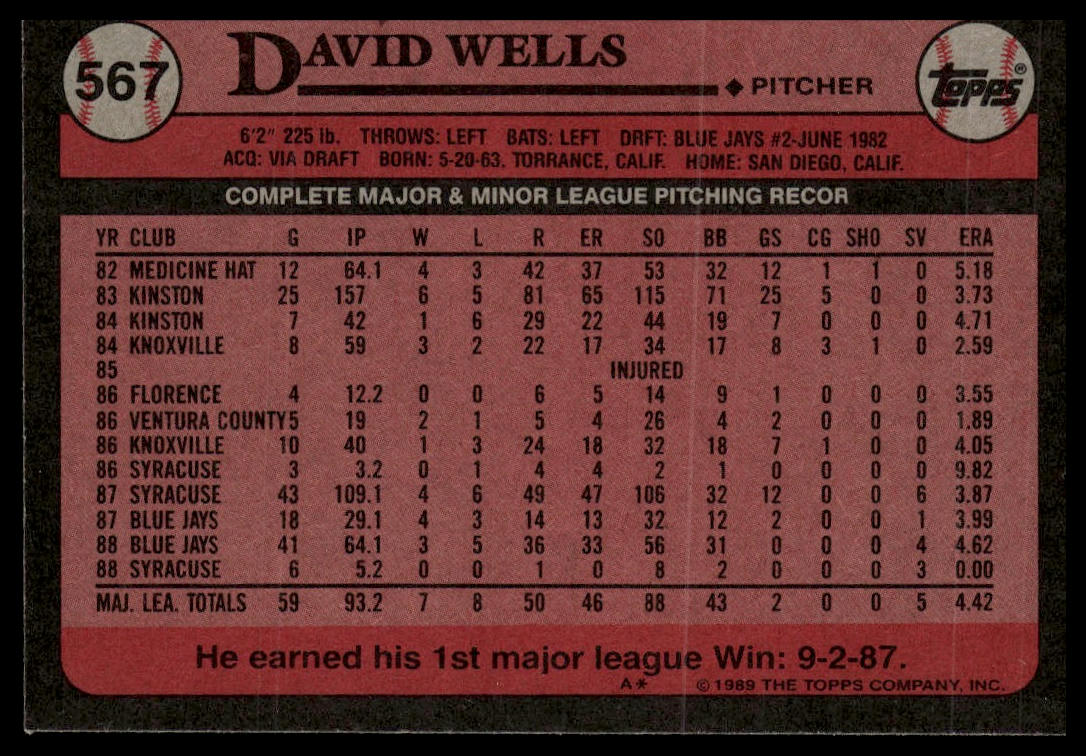 567
DAVID WELLS
◆ PITCHER
topps®
6'2" 225 lb. THROWS: LEFT BATS: LEFT DRFT: BLUE JAYS #2-JUNE 1982
ACQ: VIA DRAFT BORN: 5-20-63, TORRANCE, CALIF. HOME: SAN DIEGO, CALIF.
COMPLETE MAJOR & MINOR LEAGUE PITCHING RECOR
YR CLUB G IP W L R ER SO BB GS CG SHO SV ERA
82 MEDICINE HAT 12 64.1 4 3 42 37 53 32 12 1 1 0 5.18
83 KINSTON 25 157 6 5 81 65 115 71 25 5 0 0 3.73
84 KINSTON 7 42 1 6 29 22 44 19 7 0 0 0 4.71
84 KNOXVILLE 8 59 3 2 22 17 34 17 8 3 1 0 2.59
85 INJURED
86 FLORENCE 4 12.2 0 0 6 5 14 9 1 0 0 0 3.55
86 VENTURA COUNTY 5 19 2 1 5 4 26 4 2 0 0 0 1.89
86 KNOXVILLE 10 40 1 3 24 18 32 18 7 1 0 0 4.05
86 SYRACUSE 3 3.2 0 1 4 4 2 1 0 0 0 0 9.82
87 SYRACUSE 43 109.1 4 6 49 47 106 32 12 0 0 6 3.87
87 BLUE JAYS 18 29.1 4 3 14 13 32 12 2 0 0 1 3.99
88 BLUE JAYS 41 64.1 3 5 36 33 56 31 0 0 0 4 4.62
88 SYRACUSE 6 5.2 0 0 1 0 8 2 0 0 0 3 0.00
MAJ. LEA. TOTALS 59 93.2 7 8 50 46 88 43 2 0 0 5 4.42
He earned his 1st major league Win: 9-2-87.
A* ©1989 THE TOPPS COMPANY, INC.